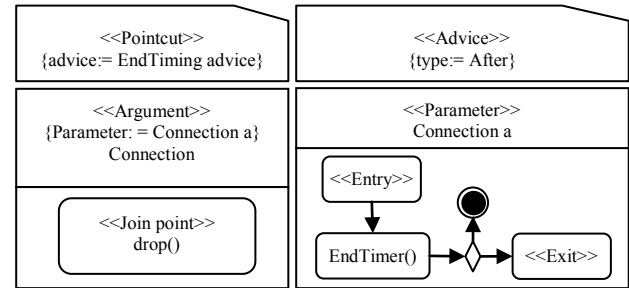 <<Pointcut>>
{advice:= EndTiming advice}
<<Argument>>
{Parameter: = Connection a}
Connection
<<Join point>>
drop()
<<Advice>>
{type:= After}
<<Parameter>>
Connection a
<<Entry>>
EndTimer()
<<Exit>>